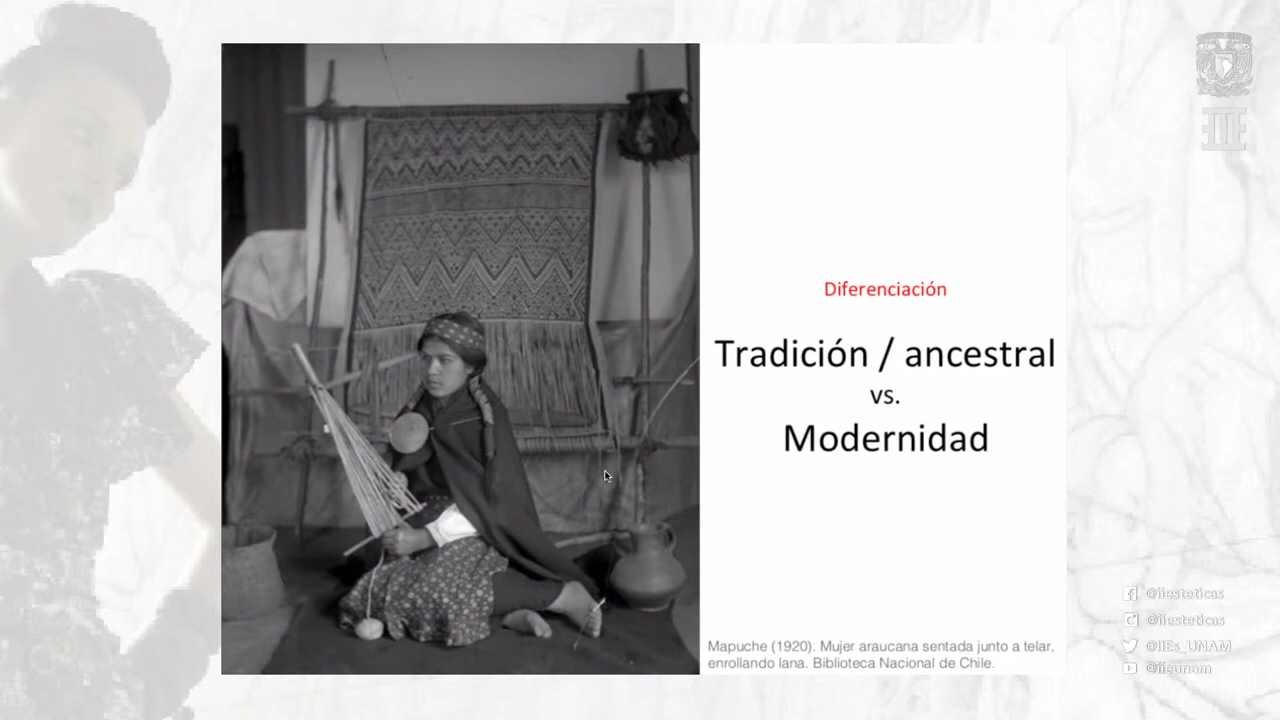 Diferenciación
Tradición / ancestral
vs.
Modernidad
Mapuche (1920). Mujer araucana sentada junto a telar,
enrollando lana. Biblioteca Nacional de Chile.
@iiesteticas
@iiesteticas
@IIEs_UNAM
@iieunam